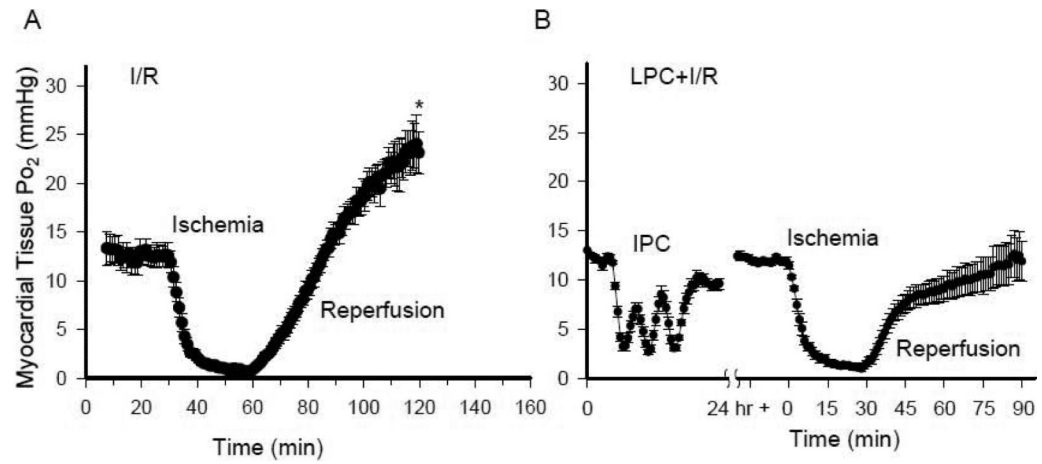 A
I/R
Myocardial Tissue Po2 (mmHg)
30
25
20
15
10
5
0
*
Ischemia
Reperfusion
0 20 40 60 80 100 120 140 160
Time (min)
B
LPC+I/R
30
25
20
15
10
5
0
IPC
Ischemia
Reperfusion
0 24 hr + 0 15 30 45 60 75 90
Time (min)